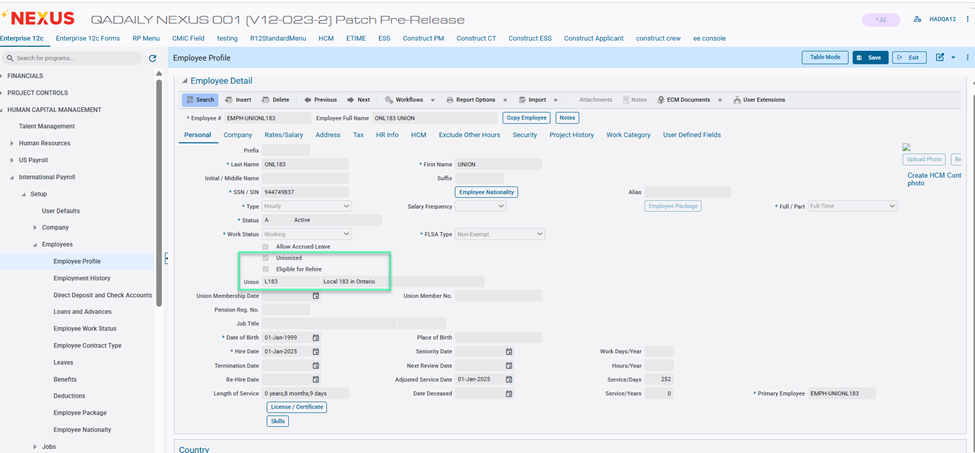 NEXUS QADAILY NEXUS 001 (V12-023-2) Patch Pre-Release AI HADQA12
Enterprise 12c Enterprise 12c Forms RP Menu CMiC Field testing R12StandardMenu HCM ETIME ESS Construct PM Construct CT Construct ESS Construct Applicant construct crew ee console
Search for programs...
Employee Profile Table Mode Save Exit
FINANCIALS
PROJECT CONTROLS
HUMAN CAPITAL MANAGEMENT
Talent Management
Human Resources
US Payroll
International Payroll
Setup
User Defaults
Company
Employees
Employee Profile
Employment History
Direct Deposit and Check Accounts
Loans and Advances
Employee Work Status
Employee Contract Type
Leaves
Benefits
Deductions
Employee Package
Employee Nationality
Jobs
Employee Detail
Search Insert Delete Previous Next Workflows Report Options Import Attachments Notes ECM Documents User Extensions
* Employee # EMPH-UNIONL183 Employee Full Name ONL183 UNION Copy Employee Notes
Personal Company Rates/Salary Address Tax HR Info HCM Exclude Other Hours Security Project History Work Category User Defined Fields
Prefix
* Last Name ONL183 * First Name UNION Upload Photo Re
Initial / Middle Name Suffix Create HCM Cont
photo
* SSN / SIN 944749837 Employee Nationality Alias
* Type Hourly Salary Frequency Employee Package * Full / Part Full-Time
* Status A Active
* Work Status Working * FLSA Type Non-Exempt
Allow Accrued Leave
Unionized
Eligible for Rehire
Union L183 Local 183 in Ontario
Union Membership Date Union Member No.
Pension Reg. No.
Job Title
* Date of Birth 01-Jan-1999 Place of Birth
* Hire Date 01-Jan-2025 Seniority Date Work Days/Year
Termination Date Next Review Date Hours/Year
Re-Hire Date Adjusted Service Date 01-Jan-2025 Service/Days 252
Length of Service 0 years,8 months,9 days Date Deceased Service/Years 0 * Primary Employee EMPH-UNIONL183
License / Certificate
Skills
Country